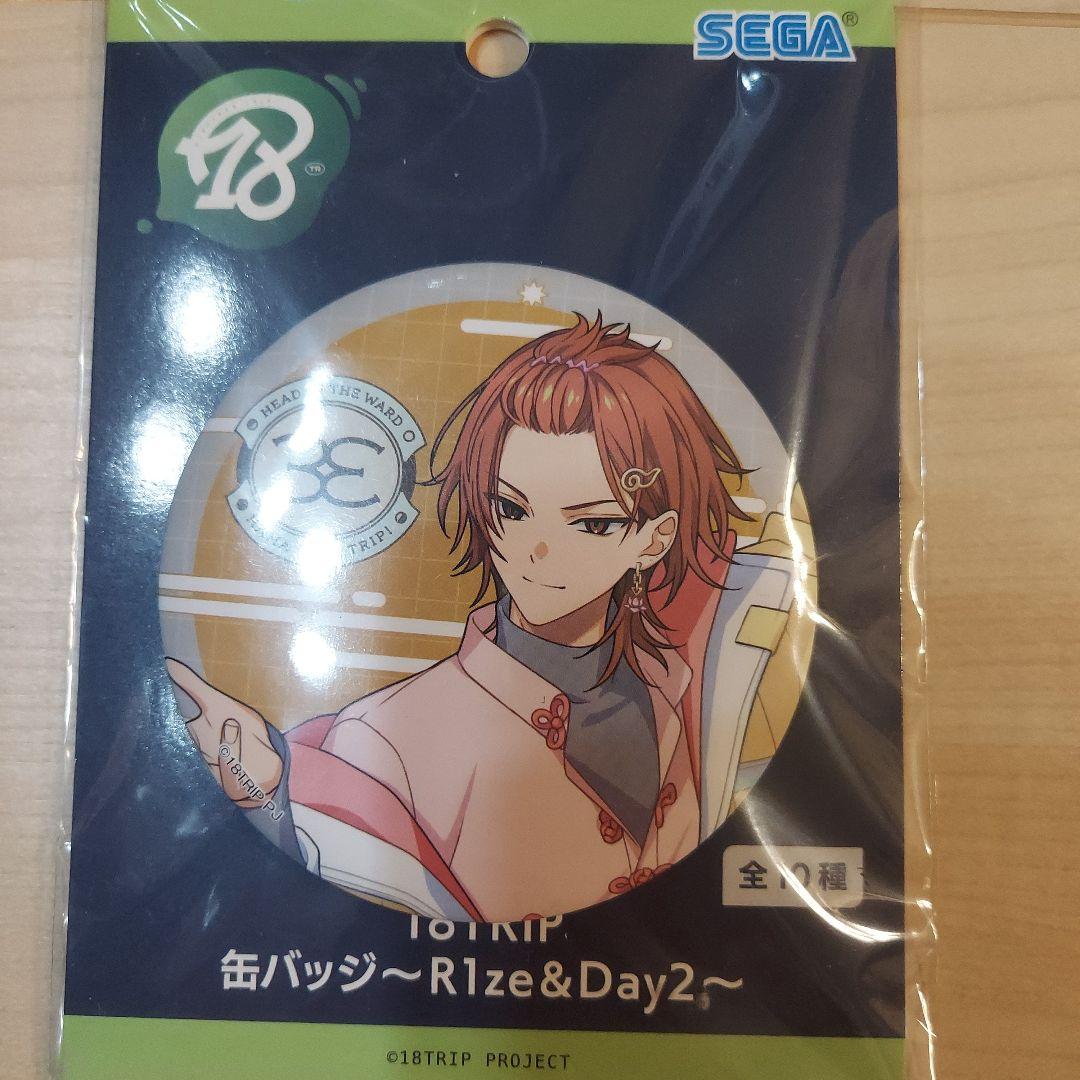 SEGA®
18
TR
HEAD THE WARD
TRIP!
©18TRIP PJ
全10種
18TRIP
缶バッジ～R1ze&Day2～
©18TRIP PROJECT